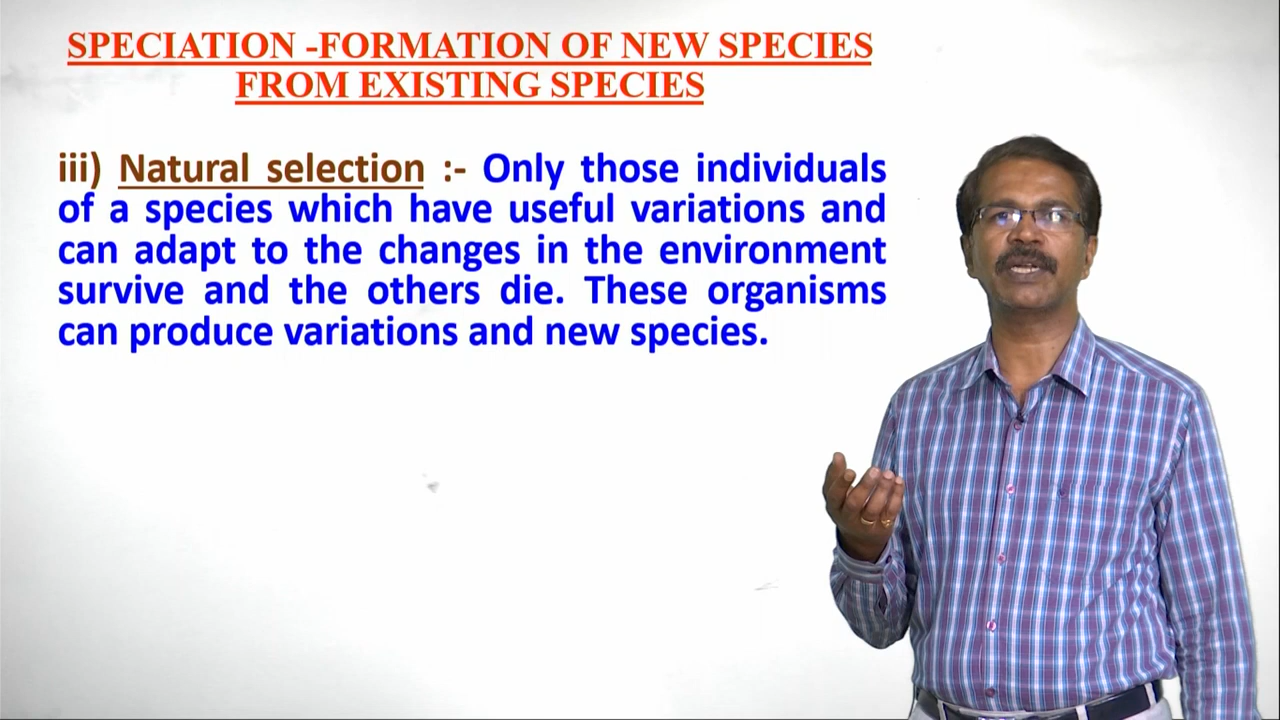 SPECIATION -FORMATION OF NEW SPECIES
FROM EXISTING SPECIES
iii) Natural selection :- Only those individuals
of a species which have useful variations and
can adapt to the changes in the environment
survive and the others die. These organisms
can produce variations and new species.